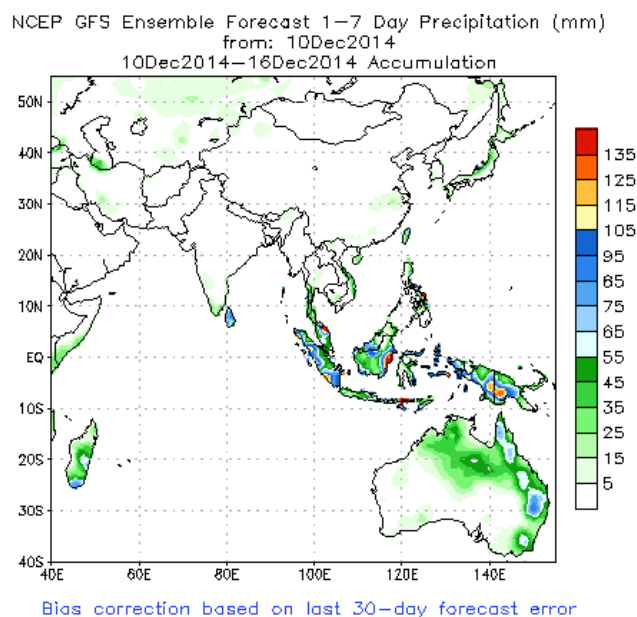 NCEP GFS Ensemble Forecast 1−7 Day Precipitation (mm)
from: 10Dec2014
10Dec2014−16Dec2014 Accumulation
50N
40N
30N
20N
10N
EQ
10S
20S
30S
40S
40E 60E 80E 100E 120E 140E
135
125
115
105
95
85
75
65
55
45
35
25
15
5
Bias correction based on last 30−day forecast error